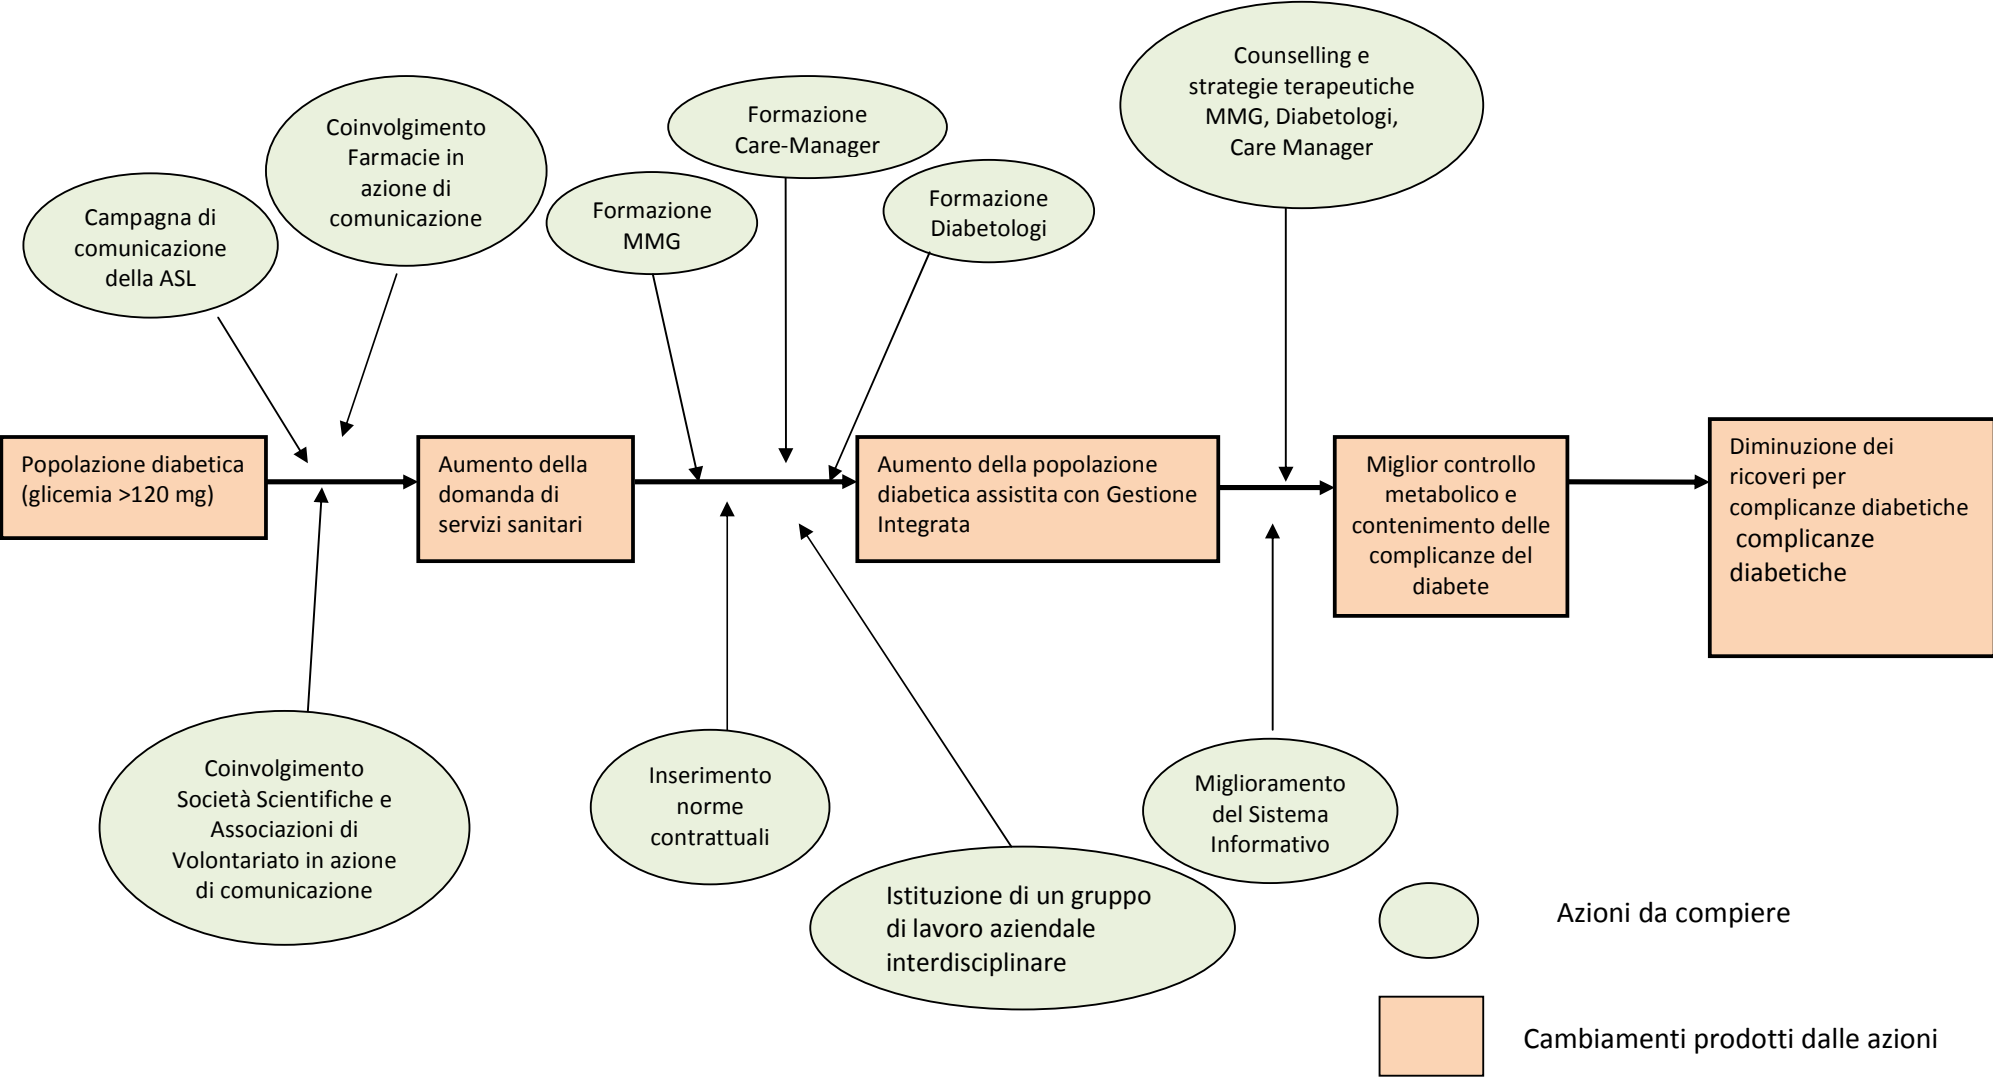 Counselling e
strategie terapeutiche
MMG, Diabetologi,
Care Manager
Formazione
Care-Manager
Coinvolgimento
Farmacie in
azione di
comunicazione
Formazione
Diabetologi
Formazione
MMG
Campagna di
comunicazione
della ASL
Popolazione diabetica
(glicemia >120 mg)
Aumento della
domanda di
servizi sanitari
Aumento della popolazione
diabetica assistita con Gestione
Integrata
Miglior controllo
metabolico e
contenimento delle
complicanze del
diabete
Diminuzione dei
ricoveri per
complicanze diabetiche
complicanze
diabetiche
Coinvolgimento
Società Scientifiche e
Associazioni di
Volontariato in azione
di comunicazione
Inserimento
norme
contrattuali
Istituzione di un gruppo
di lavoro aziendale
interdisciplinare
Miglioramento
del Sistema
Informativo
Azioni da compiere
Cambiamenti prodotti dalle azioni